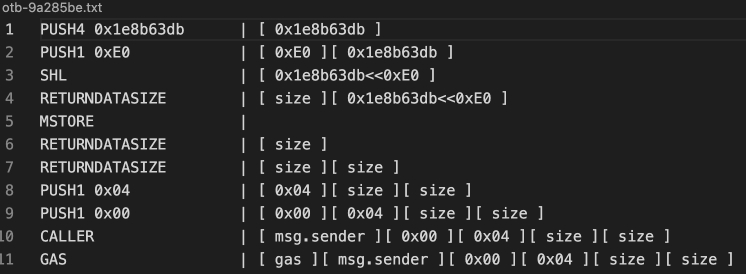 otb-9a285be.txt
1 PUSH4 0x1e8b63db | [ 0x1e8b63db ]
2 PUSH1 0xE0 | [ 0xE0 ][ 0x1e8b63db ]
3 SHL | [ 0x1e8b63db<<0xE0 ]
4 RETURNDATASIZE | [ size ][ 0x1e8b63db<<0xE0 ]
5 MSTORE |
6 RETURNDATASIZE | [ size ]
7 RETURNDATASIZE | [ size ][ size ]
8 PUSH1 0x04 | [ 0x04 ][ size ][ size ]
9 PUSH1 0x00 | [ 0x00 ][ 0x04 ][ size ][ size ]
10 CALLER | [ msg.sender ][ 0x00 ][ 0x04 ][ size ][ size ]
11 GAS | [ gas ][ msg.sender ][ 0x00 ][ 0x04 ][ size ][ size ]